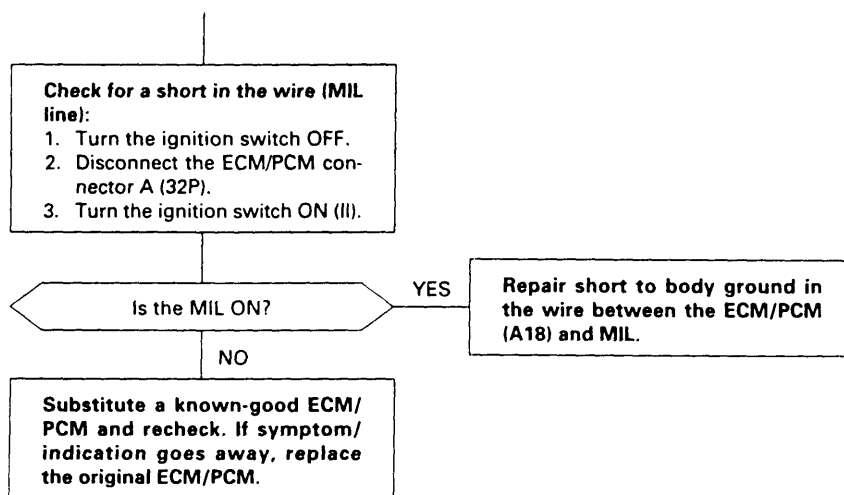 Check for a short in the wire (MIL
line):
1. Turn the ignition switch OFF.
2. Disconnect the ECM/PCM con-
nector A (32P).
3. Turn the ignition switch ON (II).
Is the MIL ON?
YES
Repair short to body ground in
the wire between the ECM/PCM
(A18) and MIL.
NO
Substitute a known-good ECM/
PCM and recheck. If symptom/
indication goes away, replace
the original ECM/PCM.